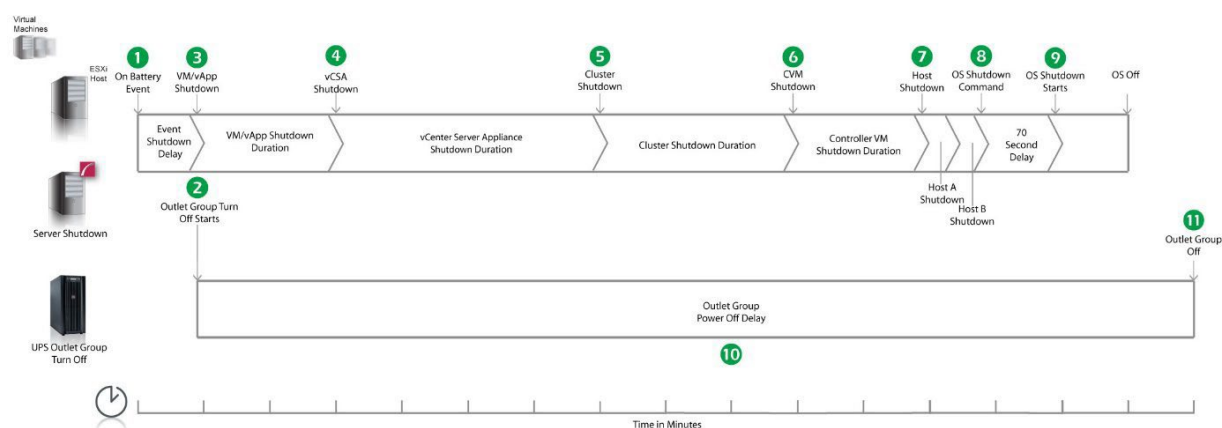 Virtual
Machines
ESXi
Host
1
On Battery
Event
3
VM/vApp
Shutdown
4
vCSA
Shutdown
5
Cluster
Shutdown
6
CVM
Shutdown
7
Host
Shutdown
8
OS Shutdown
Command
9
OS Shutdown
Starts
OS Off
Event
Shutdown
Delay
VM/vApp Shutdown
Duration
vCenter Server Appliance
Shutdown Duration
Cluster Shutdown Duration
Controller VM
Shutdown Duration
70
Second
Delay
Host A
Shutdown
Host B
Shutdown
2
Outlet Group Turn
Off Starts
Server Shutdown
11
Outlet Group
Off
Outlet Group
Power Off Delay
10
UPS Outlet Group
Turn Off
Time in Minutes